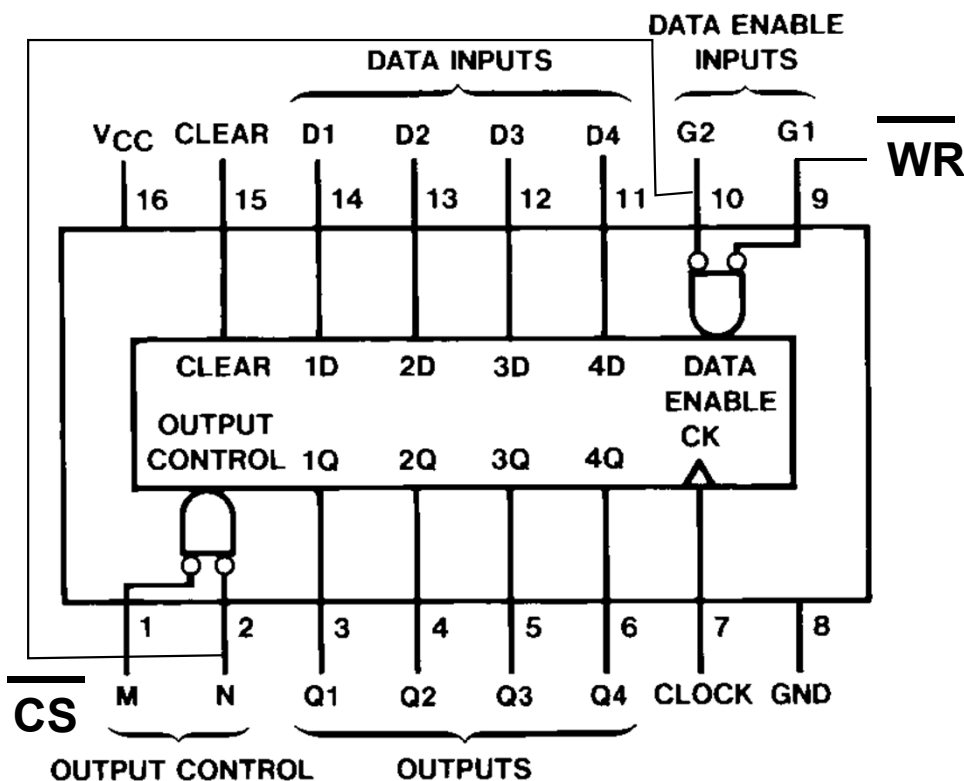 DATA ENABLE
INPUTS
DATA INPUTS
VCC CLEAR D1 D2 D3 D4 G2 G1
WR
16 15 14 13 12 11 10 9
CLEAR 1D 2D 3D 4D DATA
ENABLE
OUTPUT
CONTROL 1Q 2Q 3Q 4Q CK
1 2 3 4 5 6 7 8
CS
M N Q1 Q2 Q3 Q4 CLOCK GND
OUTPUT CONTROL OUTPUTS